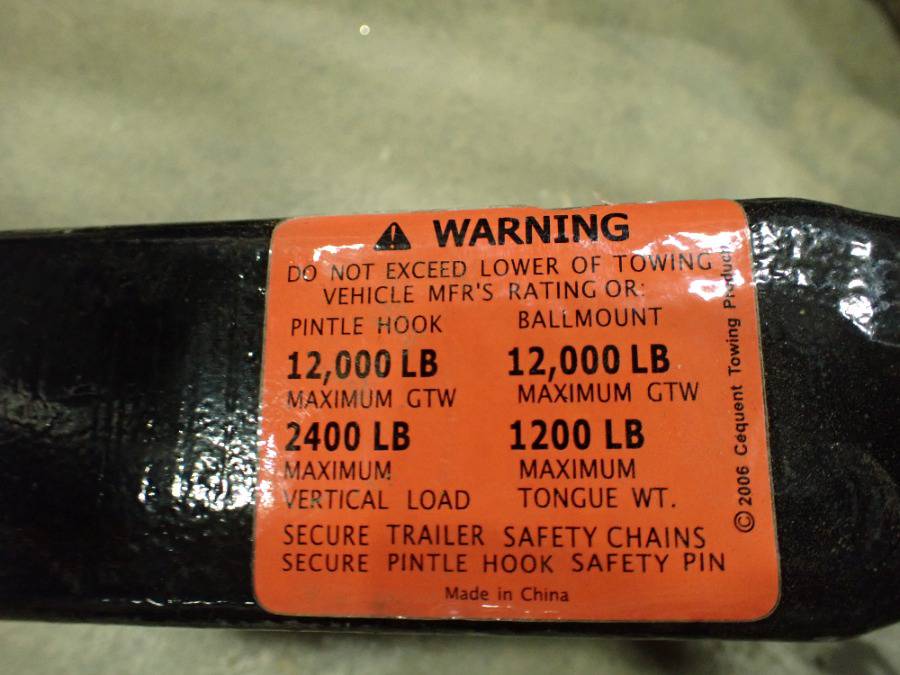 WARNING
DO NOT EXCEED LOWER OF TOWING
VEHICLE MFR'S RATING OR:
PINTLE HOOK
12,000 LB
MAXIMUM GTW
2400 LB
MAXIMUM
VERTICAL LOAD
BALLMOUNT
12,000 LB
MAXIMUM GTW
1200 LB
MAXIMUM
TONGUE WT.
SECURE TRAILER SAFETY CHAINS
SECURE PINTLE HOOK SAFETY PIN
Made in China
© 2006 Cequent Towing